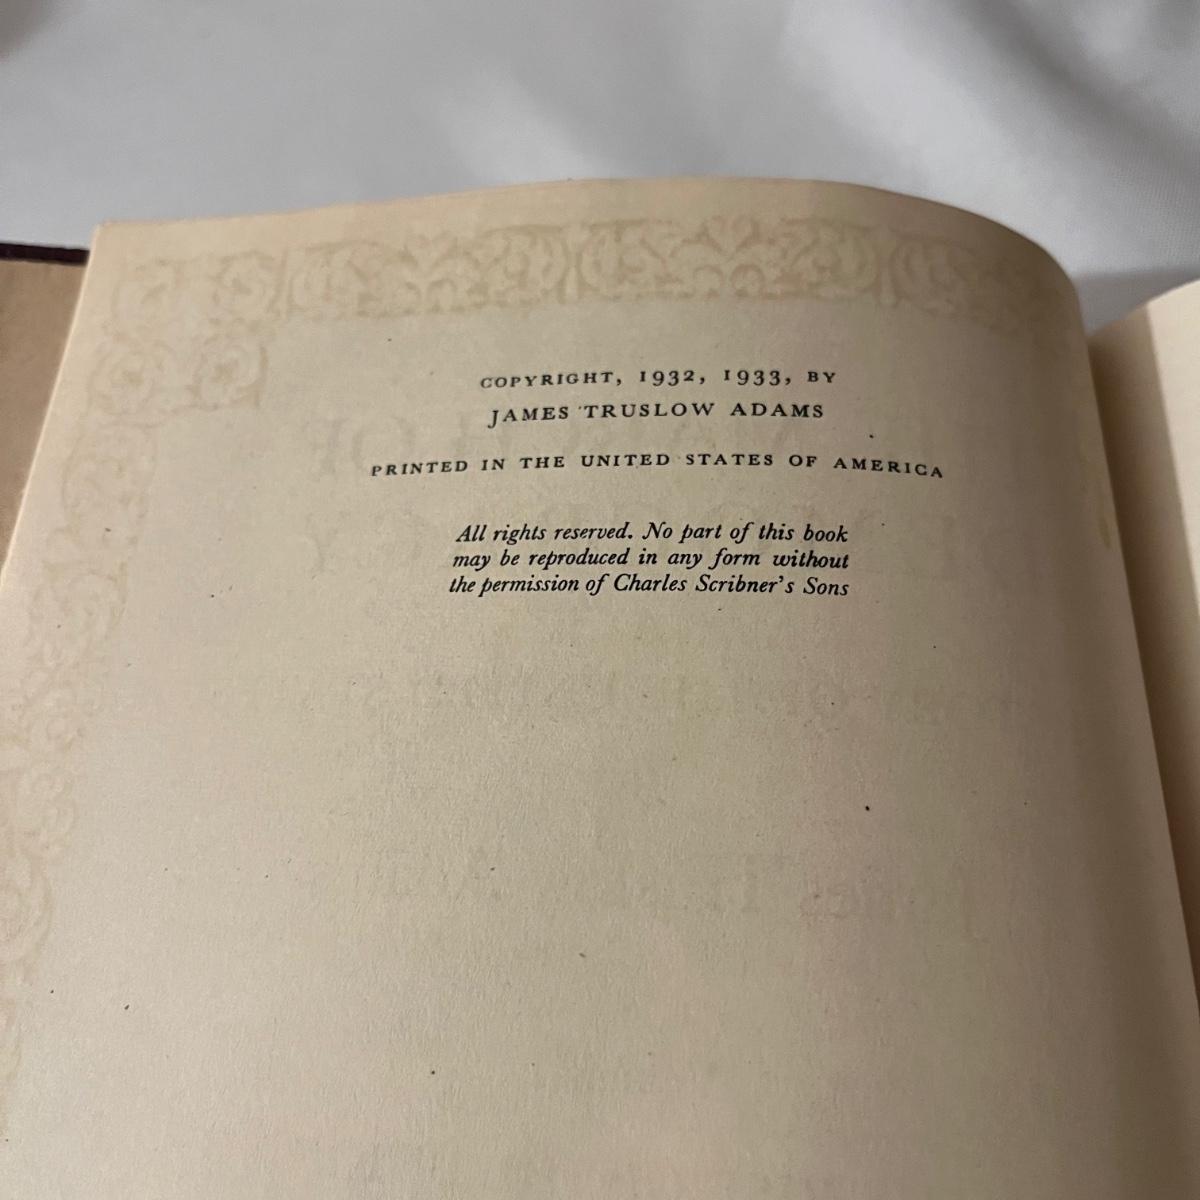 COPYRIGHT, 1932, 1933, BY
JAMES TRUSLOW ADAMS
PRINTED IN THE UNITED STATES OF AMERICA
All rights reserved. No part of this book
may be reproduced in any form without
the permission of Charles Scribner's Sons